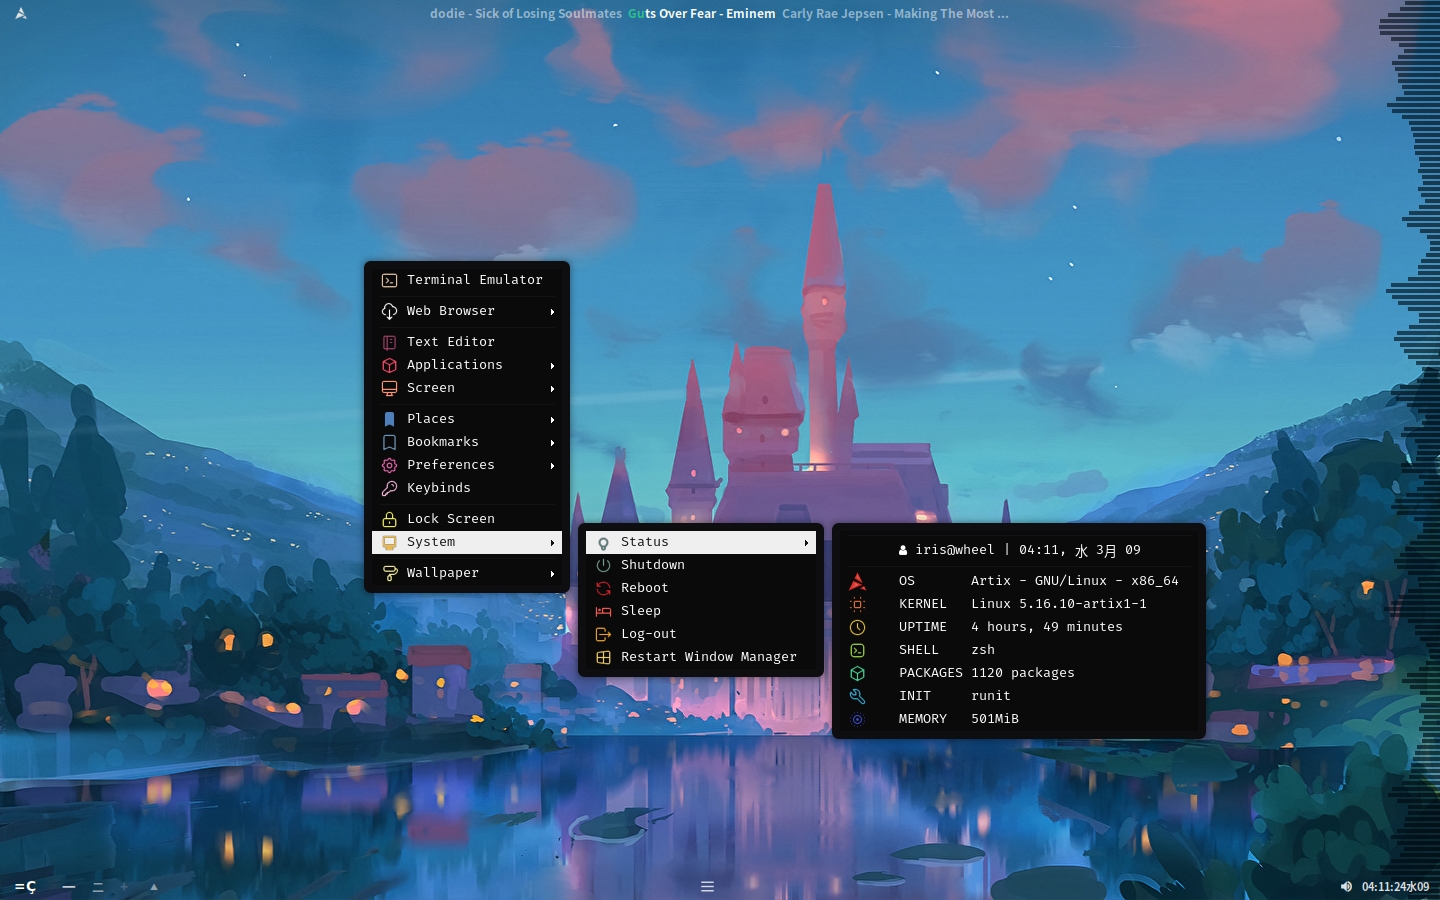 dodie - Sick of Losing Soulmates Guts Over Fear - Eminem Carly Rae Jepsen - Making The Most ...
Terminal Emulator
Web Browser
Text Editor
Applications
Screen
Places
Bookmarks
Preferences
Keybinds
Lock Screen
System
Wallpaper
Status
Shutdown
Reboot
Sleep
Log-out
Restart Window Manager
iris@wheel | 04:11, 水 3月 09
OS Artix - GNU/Linux - x86_64
KERNEL Linux 5.16.10-artix1-1
UPTIME 4 hours, 49 minutes
SHELL zsh
PACKAGES 1120 packages
INIT runit
MEMORY 501MiB
=Ç
04:11:24水09